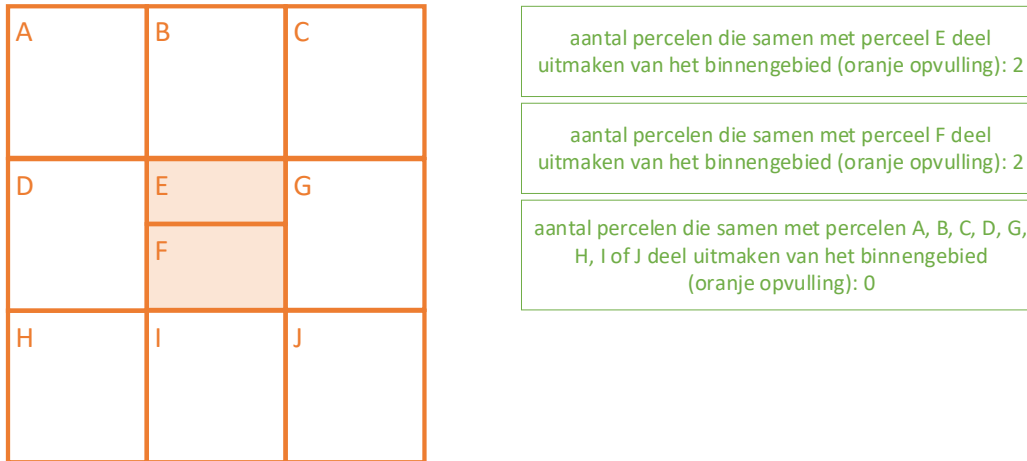 A B C
D E G
F
H I J
aantal percelen die samen met perceel E deel
uitmaken van het binnengebied (oranje opvulling): 2
aantal percelen die samen met perceel F deel
uitmaken van het binnengebied (oranje opvulling): 2
aantal percelen die samen met percelen A, B, C, D, G,
H, I of J deel uitmaken van het binnengebied
(oranje opvulling): 0